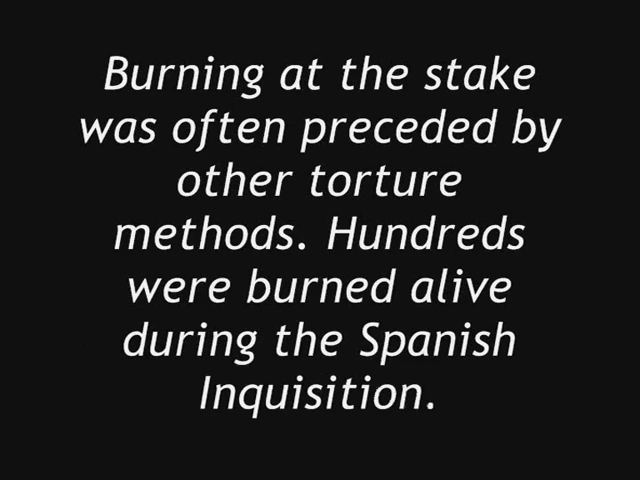 Burning at the stake
was often preceded by
other torture
methods. Hundreds
were burned alive
during the Spanish
Inquisition.